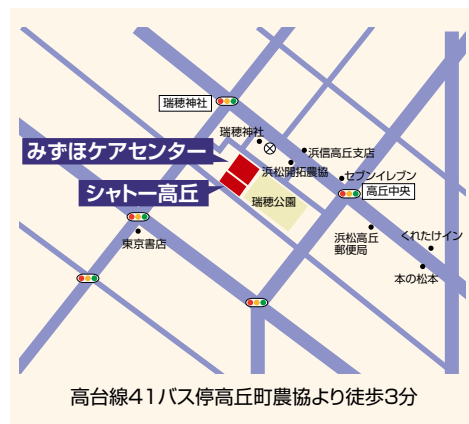 瑞穂神社
瑞穂神社
みずほケアセンター
浜信高丘支店
浜松開拓農協
セブンイレブン
シャトー高丘
高丘中央
瑞穂公園
東京書店
浜松高丘
郵便局
くれたけイン
本の松本
高台線41バス停高丘町農協より徒歩3分